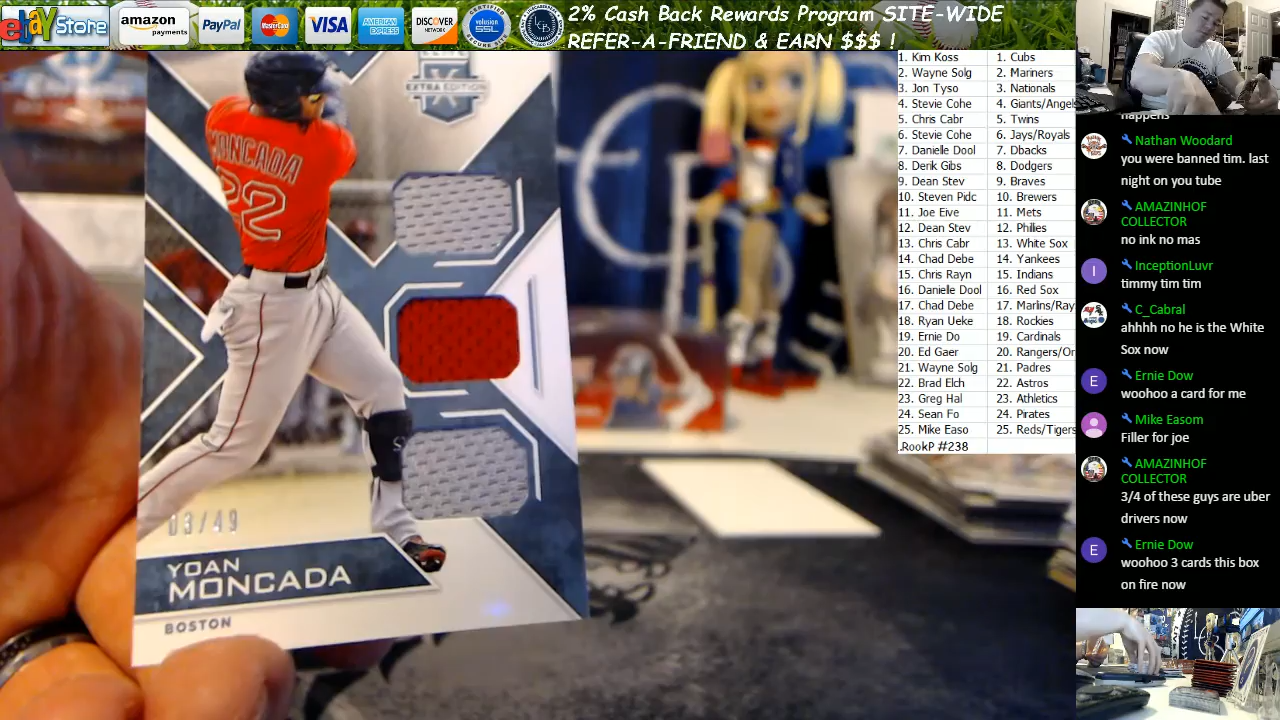 ebay Store
amazon
payments
PayPal
MasterCard
VISA
AMERICAN
EXPRESS
DISCOVER
NETWORK
volusion
SSL
2% Cash Back Rewards Program SITE-WIDE
REFER-A-FRIEND & EARN $$$ !
EXTRA EDITION
MONCADA
22
03/49
YOAN
MONCADA
BOSTON
1. Kim Koss 1. Cubs
2. Wayne Solg 2. Mariners
3. Jon Tyso 3. Nationals
4. Stevie Cohe 4. Giants/Angels
5. Chris Cabr 5. Twins
6. Stevie Cohe 6. Jays/Royals
7. Danielle Dool 7. Dbacks
8. Derik Gibs 8. Dodgers
9. Dean Stev 9. Braves
10. Steven Pidc 10. Brewers
11. Joe Eive 11. Mets
12. Dean Stev 12. Philies
13. Chris Cabr 13. White Sox
14. Chad Debe 14. Yankees
15. Chris Rayn 15. Indians
16. Danielle Dool 16. Red Sox
17. Chad Debe 17. Marlins/Ray
18. Ryan Ueke 18. Rockies
19. Ernie Do 19. Cardinals
20. Ed Gaer 20. Rangers/Or
21. Wayne Solg 21. Padres
22. Brad Elch 22. Astros
23. Greg Hal 23. Athletics
24. Sean Fo 24. Pirates
25. Mike Easo 25. Reds/Tigers
.RookP #238
happens
Nathan Woodard
you were banned tim. last
night on you tube
AMAZINHOF
COLLECTOR
no ink no mas
I
InceptionLuvr
timmy tim tim
C_Cabral
ahhhh no he is the White
Sox now
E
Ernie Dow
woohoo a card for me
Mike Easom
Filler for joe
AMAZINHOF
COLLECTOR
3/4 of these guys are uber
drivers now
E
Ernie Dow
woohoo 3 cards this box
on fire now